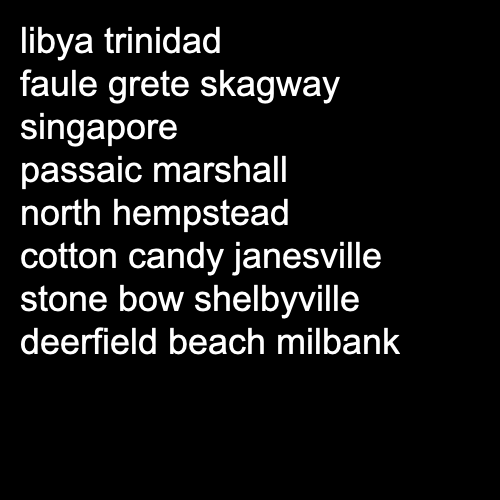 libya trinidad
faule grete skagway
singapore
passaic marshall
north hempstead
cotton candy janesville
stone bow shelbyville
deerfield beach milbank